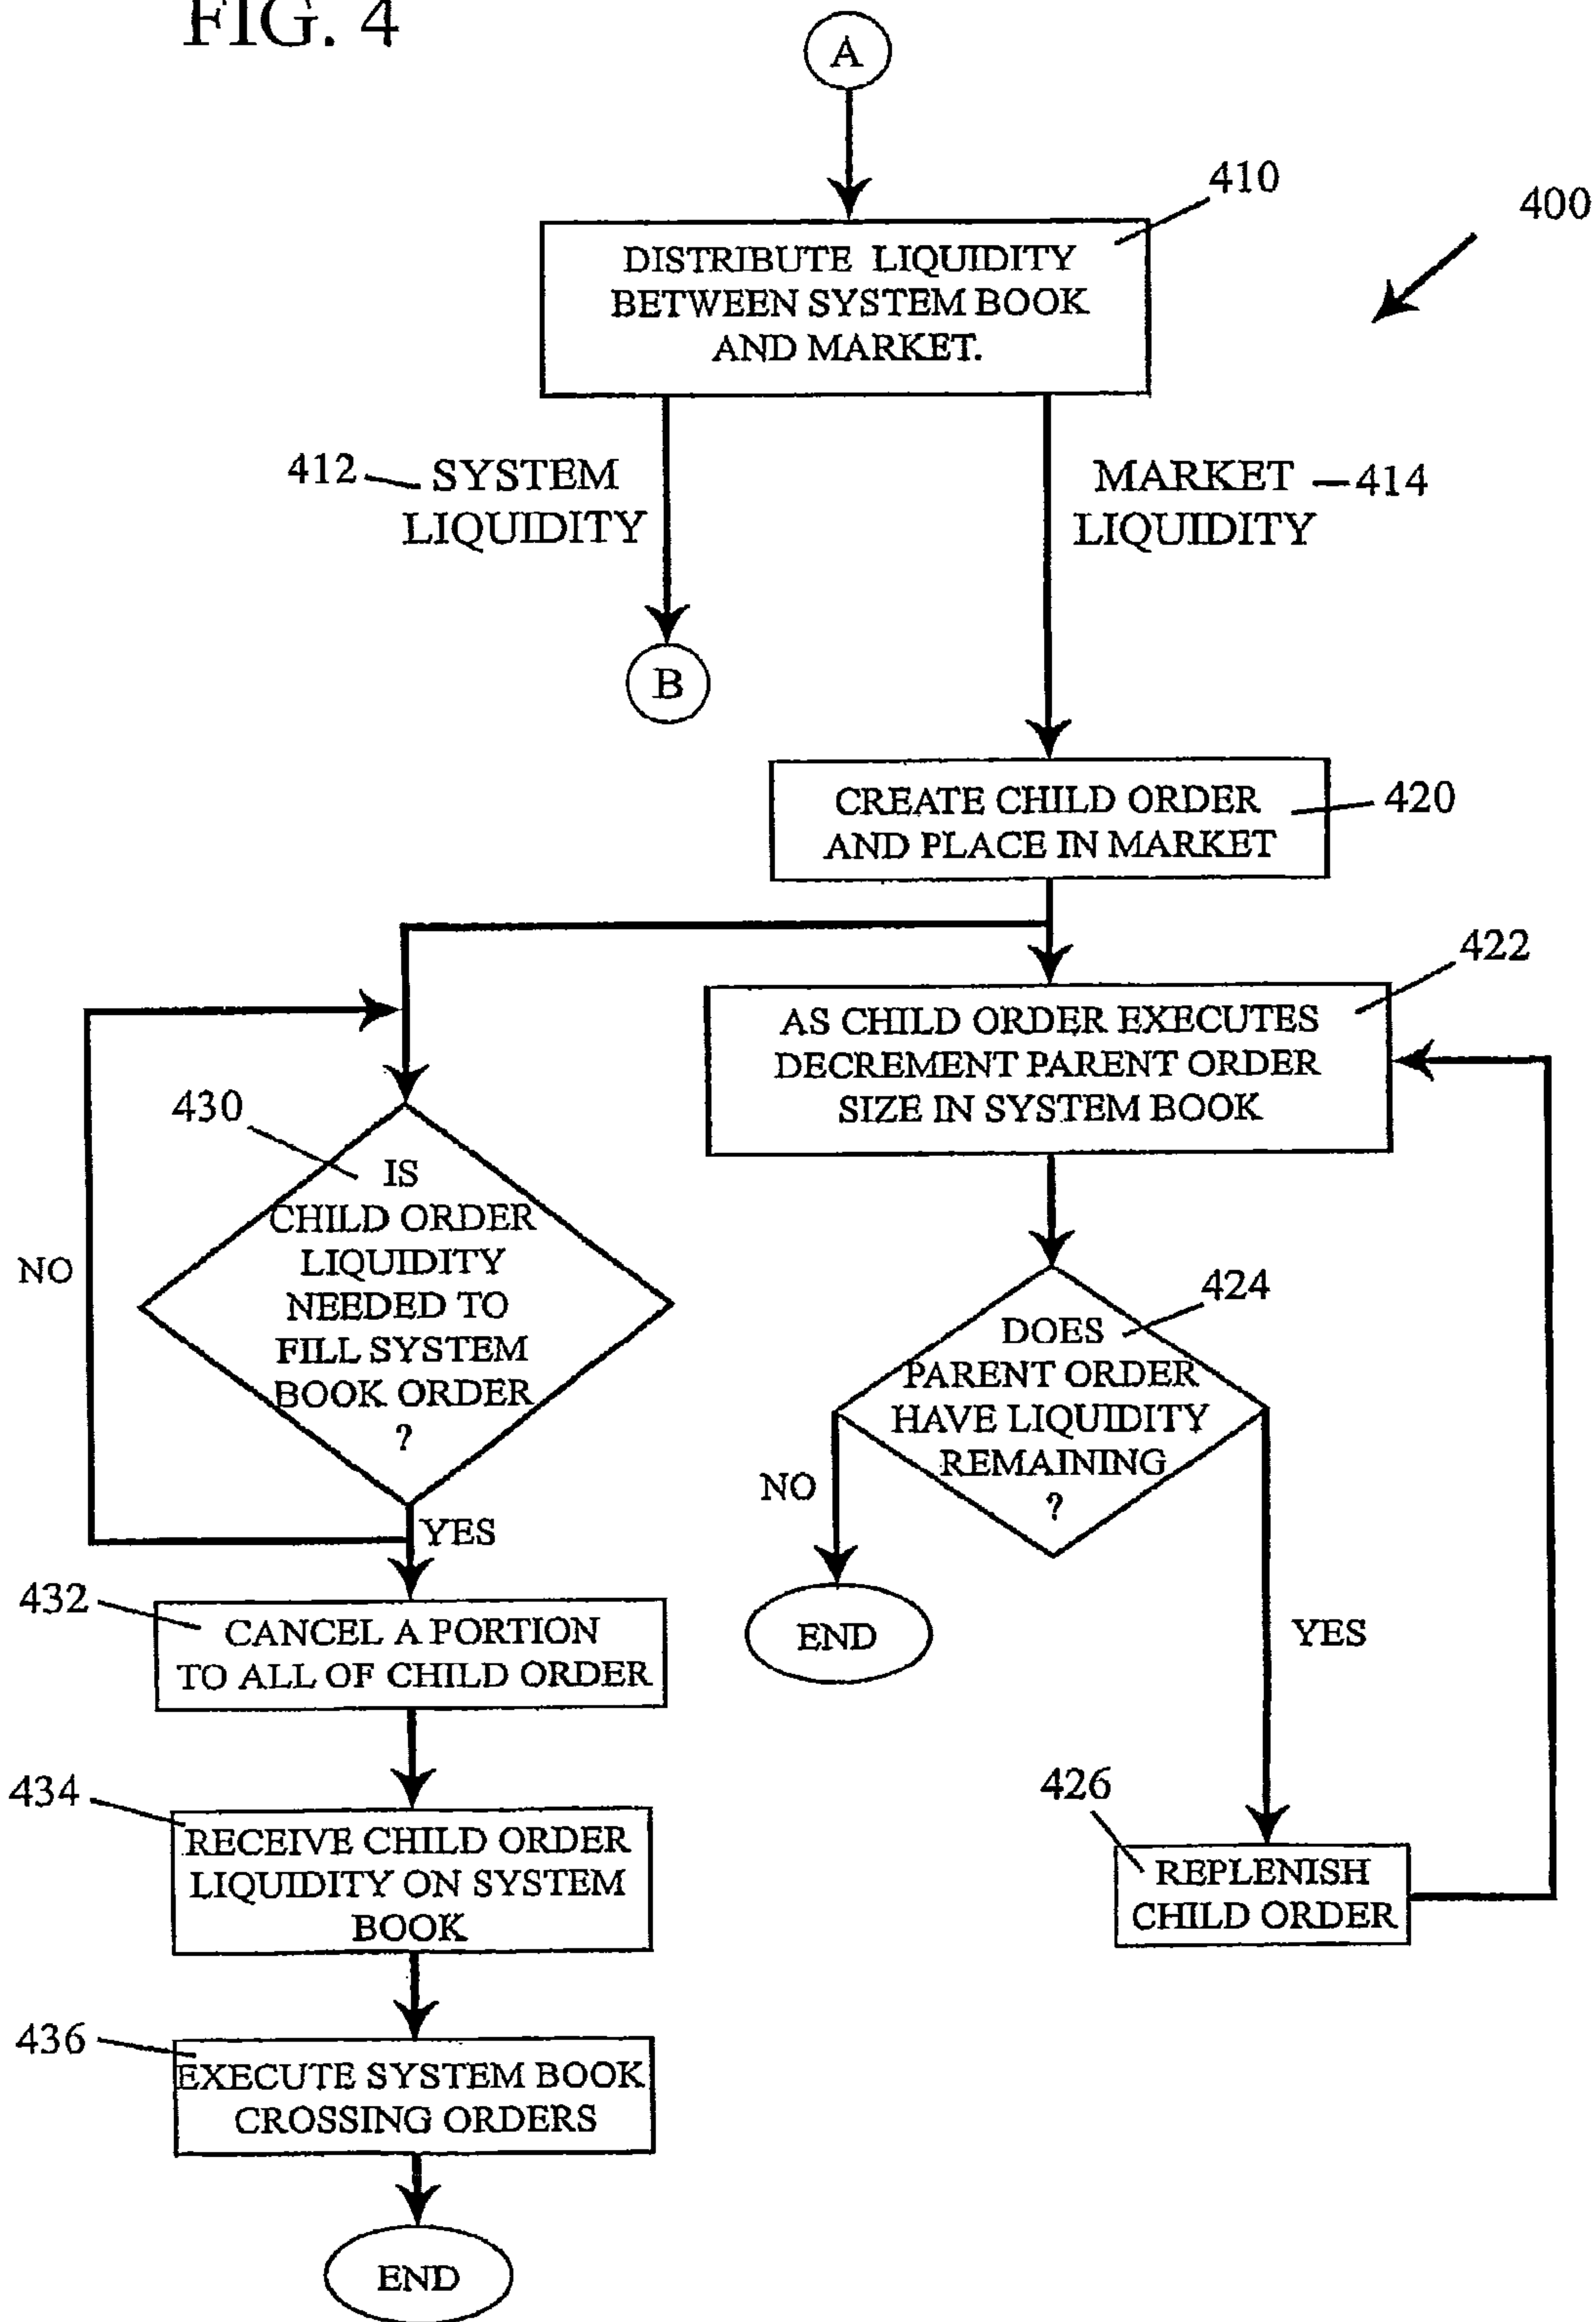 FIG. 4
A
410
400
DISTRIBUTE LIQUIDITY
BETWEEN SYSTEM BOOK
AND MARKET.
412
SYSTEM
LIQUIDITY
MARKET
LIQUIDITY
414
B
CREATE CHILD ORDER
AND PLACE IN MARKET
420
422
AS CHILD ORDER EXECUTES
DECREMENT PARENT ORDER
SIZE IN SYSTEM BOOK
430
IS
CHILD ORDER
LIQUIDITY
NEEDED TO
FILL SYSTEM
BOOK ORDER
?
NO
YES
424
DOES
PARENT ORDER
HAVE LIQUIDITY
REMAINING
?
NO
END
YES
432
CANCEL A PORTION
TO ALL OF CHILD ORDER
434
RECEIVE CHILD ORDER
LIQUIDITY ON SYSTEM
BOOK
426
REPLENISH
CHILD ORDER
436
EXECUTE SYSTEM BOOK
CROSSING ORDERS
END